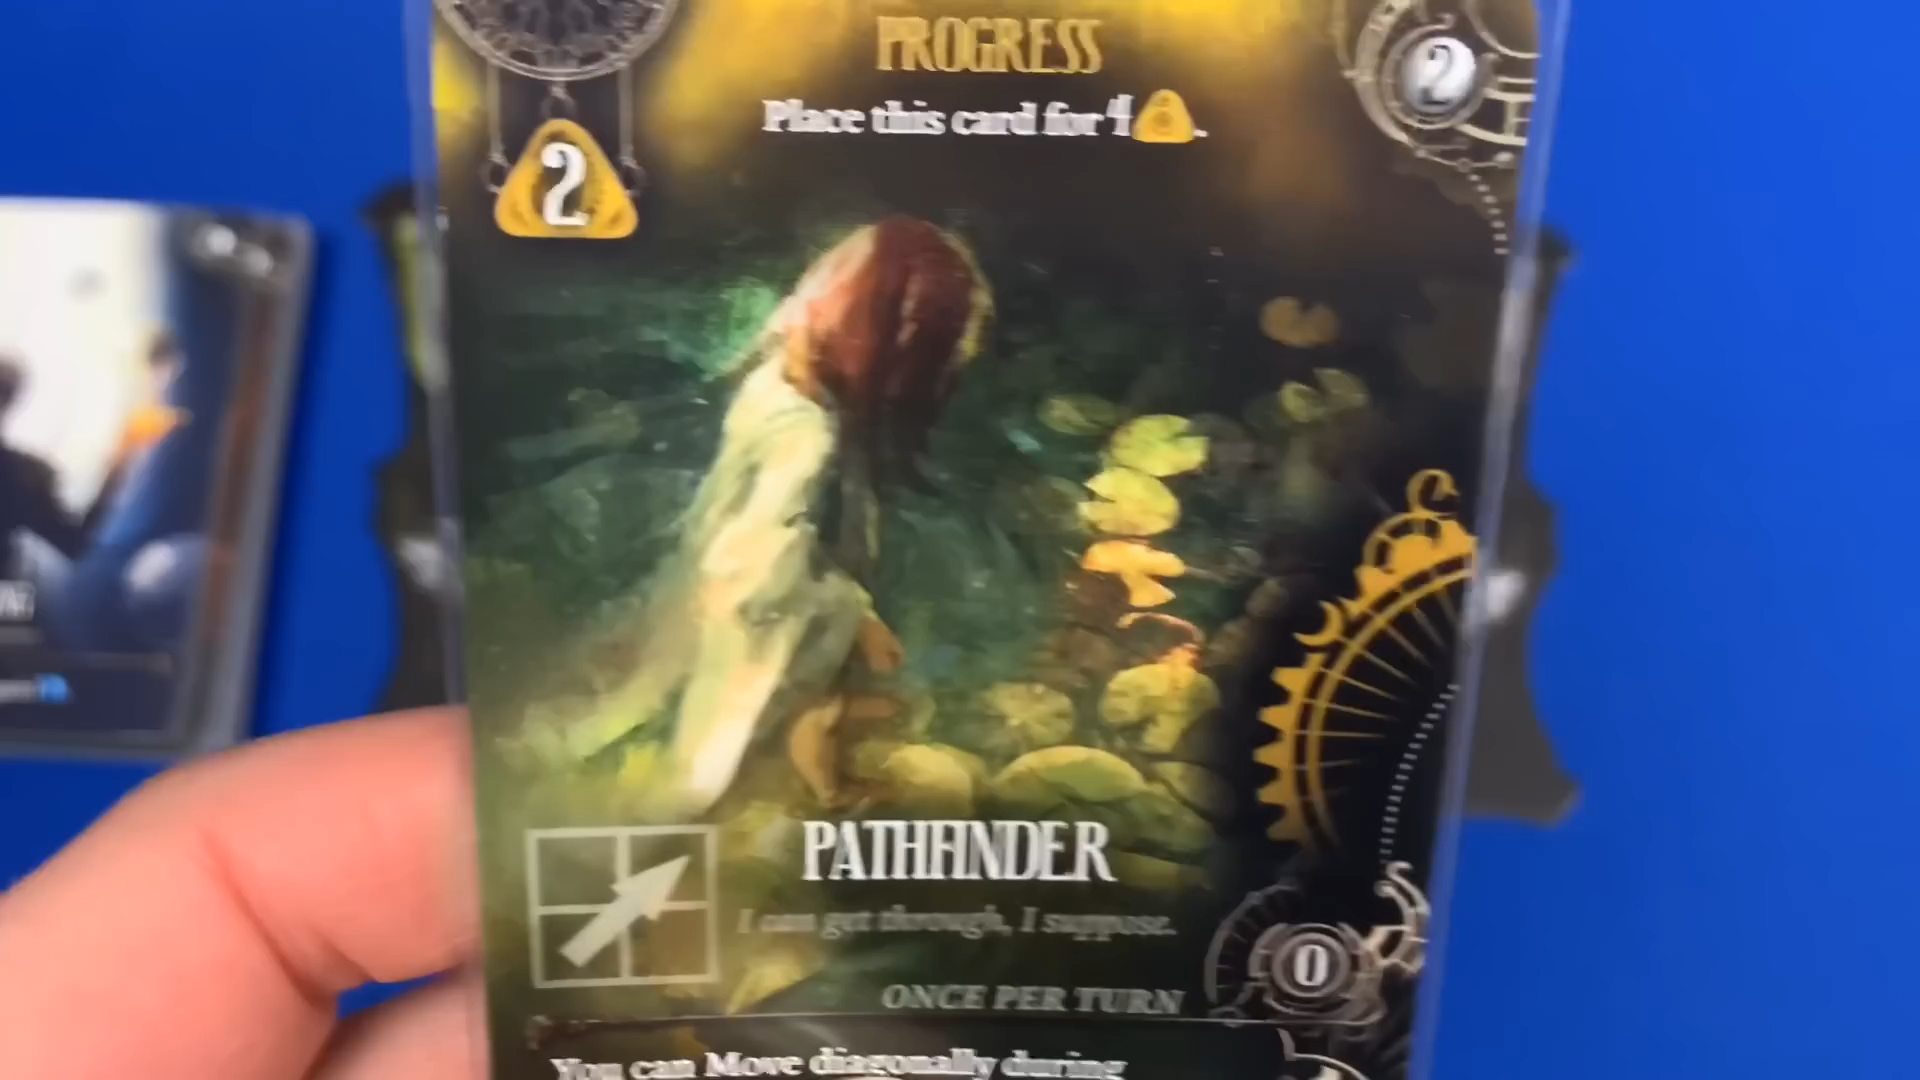 PROGRESS
2
Place this card for 4
2
PATHFINDER
I can get through, I suppose.
0
ONCE PER TURN
You can Move diagonally during